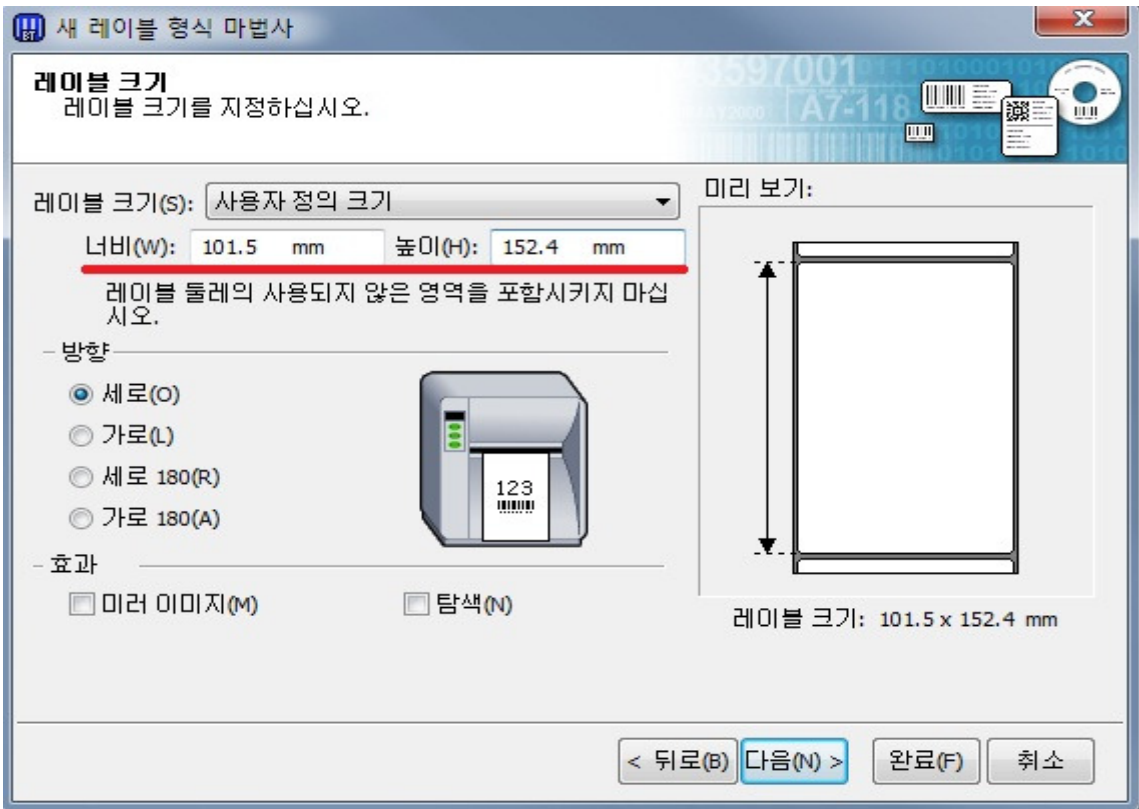 새 레이블 형식 마법사
레이블 크기
레이블 크기를 지정하십시오.
3597001
A7-118
레이블 크기(S): 사용자 정의 크기
너비(W): 101.5 mm 높이(H): 152.4 mm
레이블 둘레의 사용되지 않은 영역을 포함시키지 마십
시오.
방향
세로(O)
가로(L)
세로 180(R)
가로 180(A)
123
효과
미러 이미지(M) 탐색(N)
미리 보기:
레이블 크기: 101.5 x 152.4 mm
< 뒤로(B) 다음(N) > 완료(F) 취소